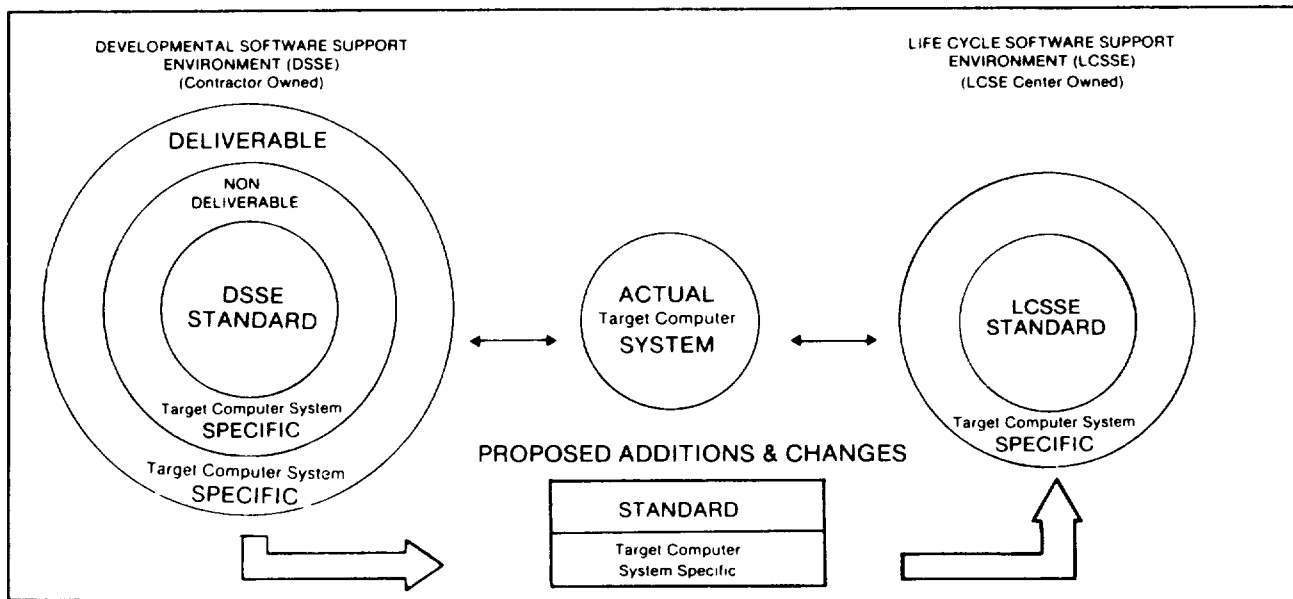 DEVELOPMENTAL SOFTWARE SUPPORT
ENVIRONMENT (DSSE)
(Contractor Owned)
DELIVERABLE
NON
DELIVERABLE
DSSE
STANDARD
Target Computer System
SPECIFIC
Target Computer System
SPECIFIC
ACTUAL
Target Computer
SYSTEM
LIFE CYCLE SOFTWARE SUPPORT
ENVIRONMENT (LCSSE)
(LCSE Center Owned)
LCSSE
STANDARD
Target Computer System
SPECIFIC
PROPOSED ADDITIONS & CHANGES
STANDARD
Target Computer
System Specific